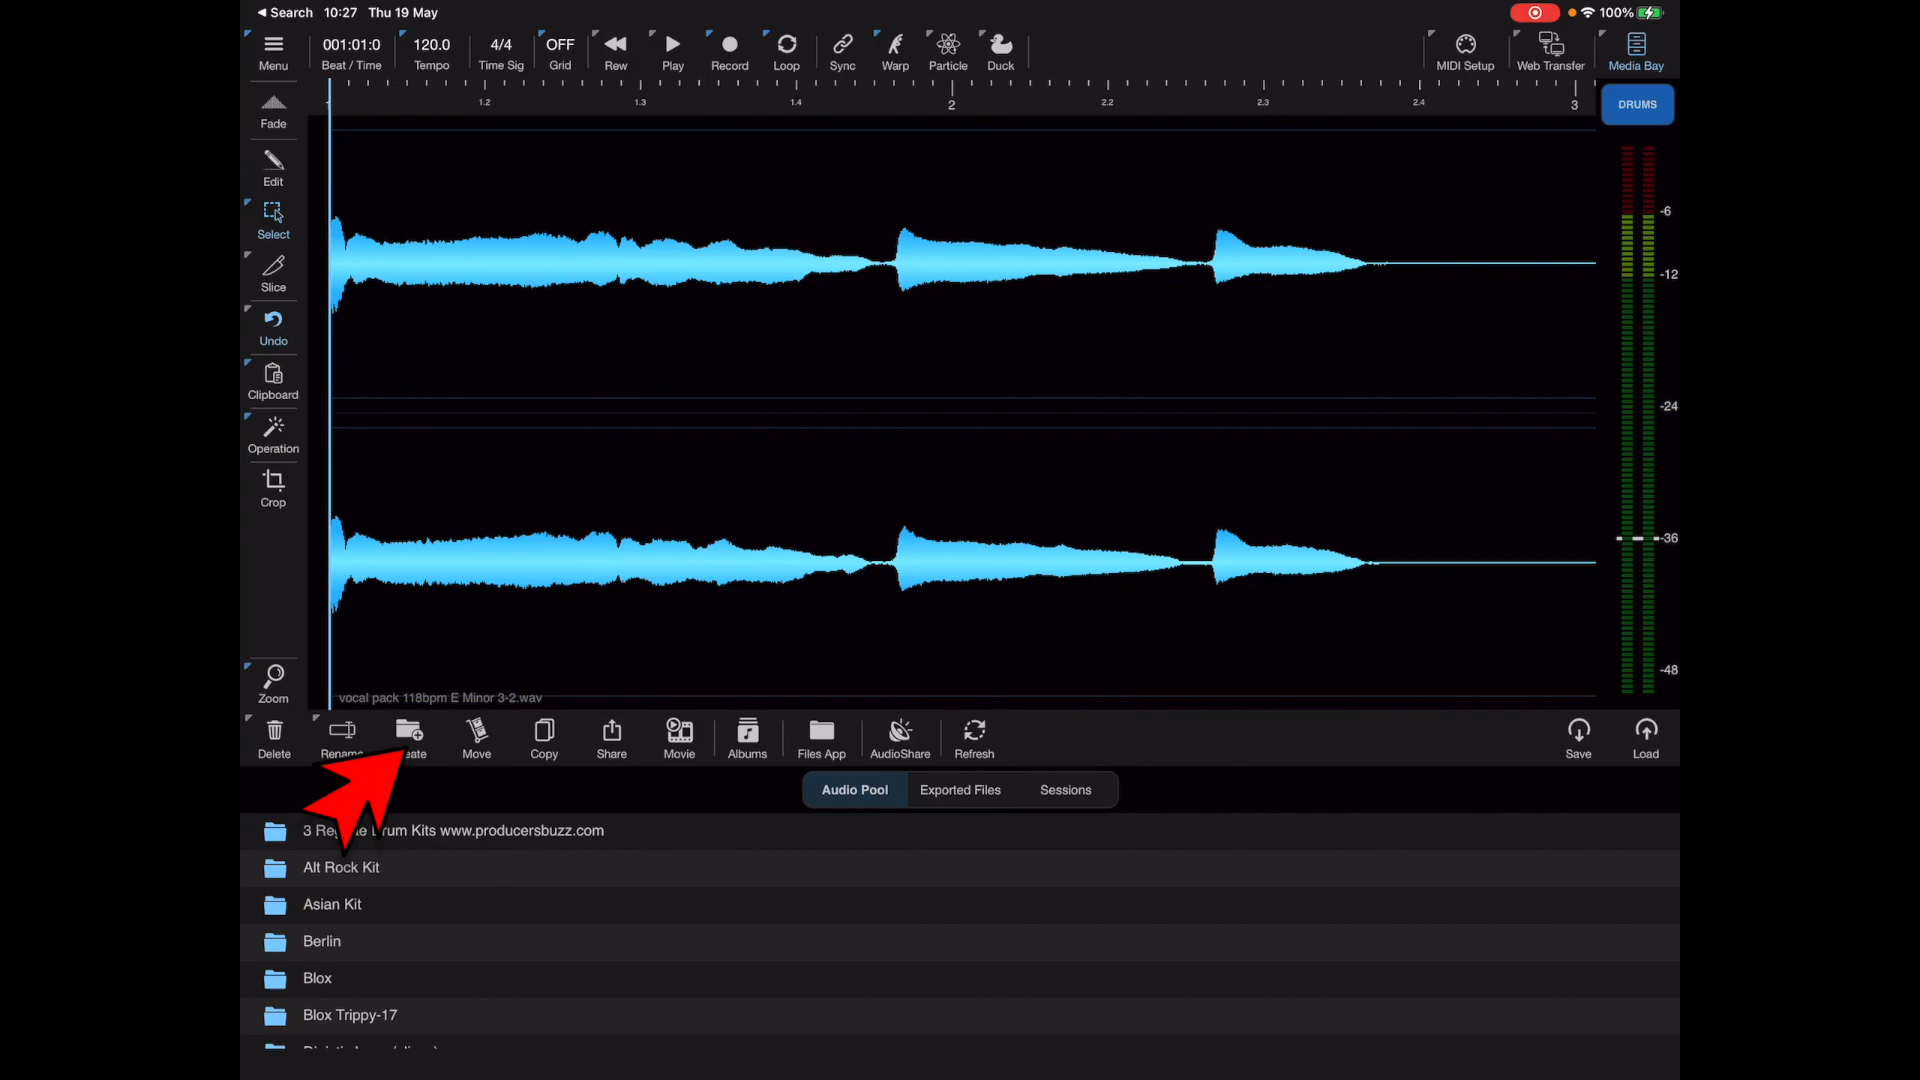 Search 10:27 Thu 19 May
100%
001:01:0 120.0 4/4 OFF
Menu Beat / Time Tempo Time Sig Grid Rew Play Record Loop Sync Warp Particle Duck MIDI Setup Web Transfer Media Bay
1.2 1.3 1.4 2 2.2 2.3 2.4 3
DRUMS
Fade
Edit
Select
Slice
Undo
Clipboard
Operation
Crop
Zoom
-6
-12
-24
-36
-48
vocal pack 118bpm E Minor 3-2.wav
Delete Rename Move Copy Share Movie Albums Files App AudioShare Refresh Save Load
Audio Pool Exported Files Sessions
3 Drum Kits www.producersbuzz.com
Alt Rock Kit
Asian Kit
Berlin
Blox
Blox Trippy-17